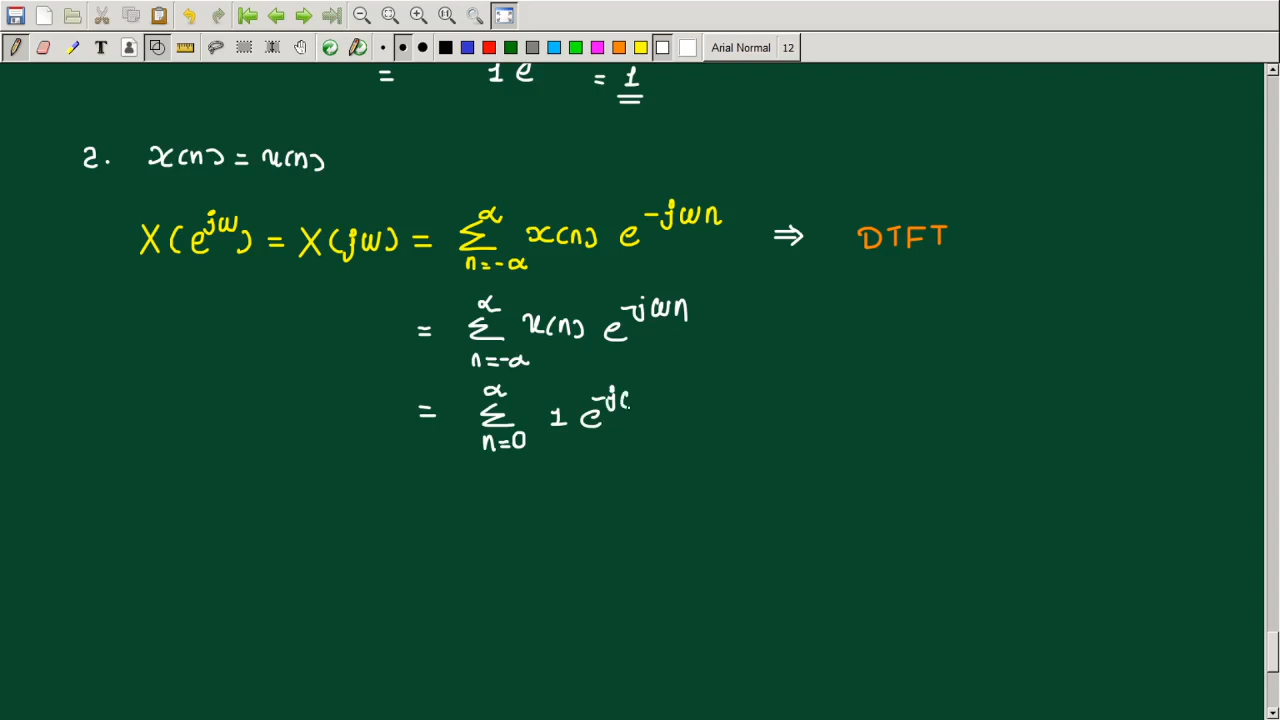 Arial Normal 12
= 1 e = 1
2. x(n) = u(n)
X(e^{jω}) = X(jω) = Σ_{n=-α}^{α} x(n) e^{-jωn} ⇒ DTFT
= Σ_{n=-α}^{α} u(n) e^{-jωn}
= Σ_{n=0}^{α} 1 e^{-j